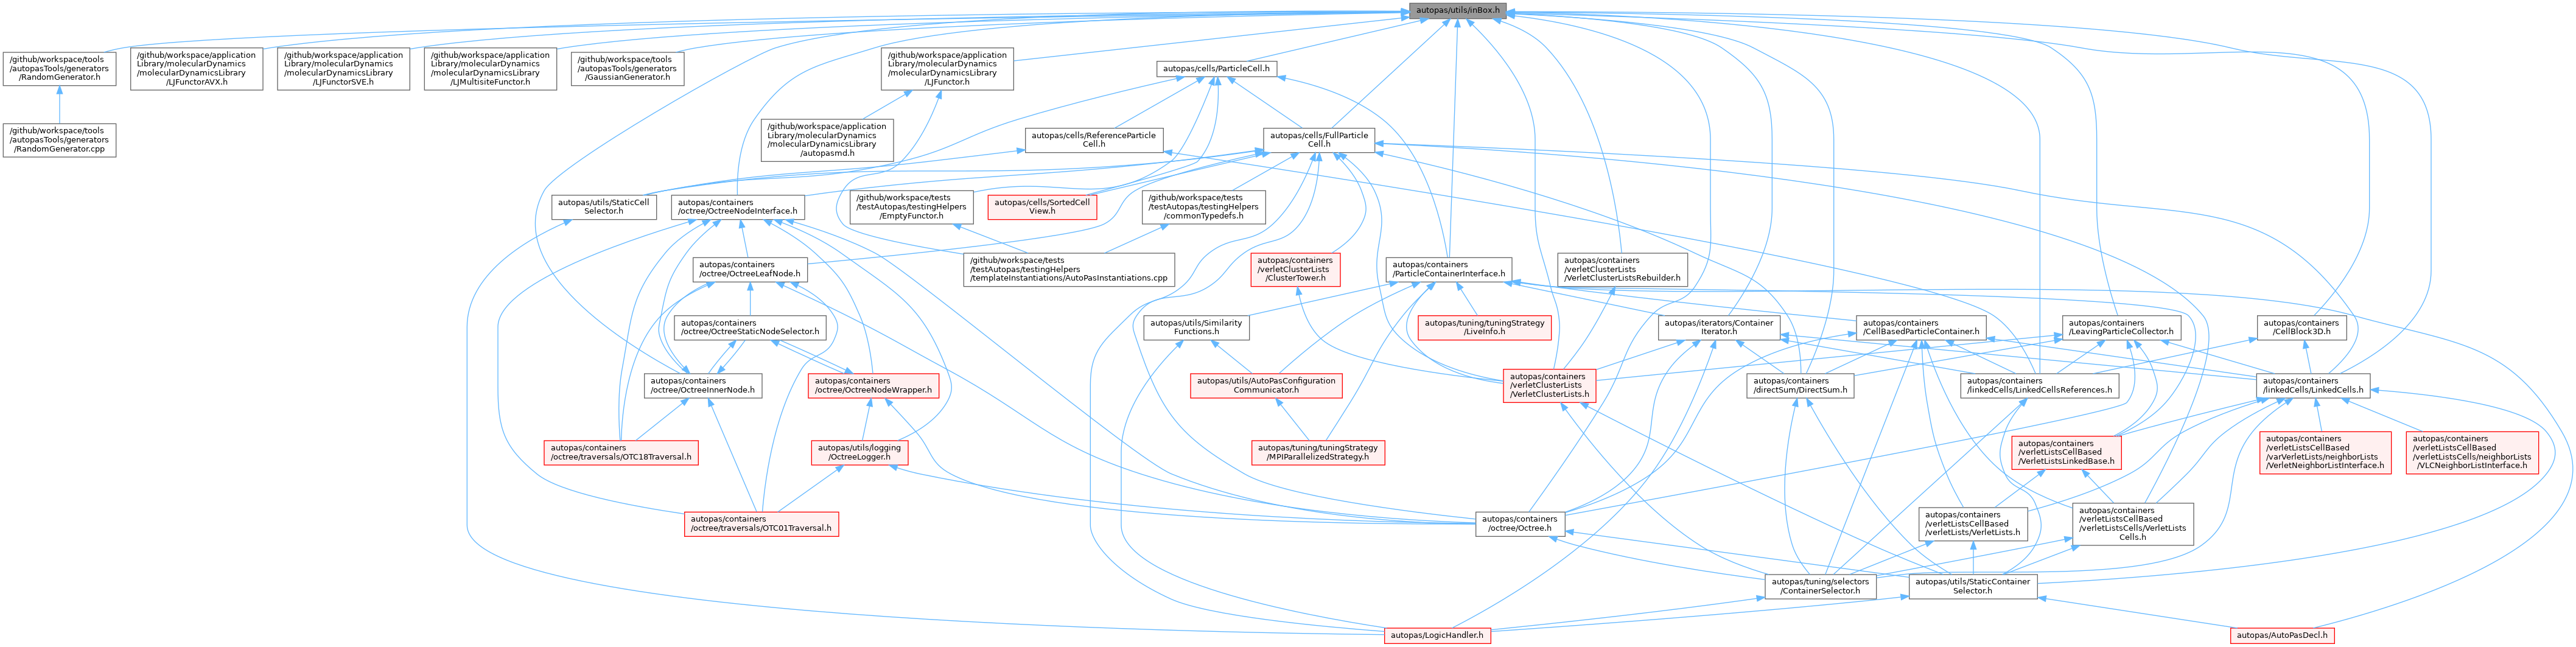 autopas/utils/inBox.h
/github/workspace/tools
/autopasTools/generators
/RandomGenerator.h
/github/workspace/application
Library/molecularDynamics
/molecularDynamicsLibrary
/LJFunctorAVX.h
/github/workspace/application
Library/molecularDynamics
/molecularDynamicsLibrary
/LJFunctorSVE.h
/github/workspace/application
Library/molecularDynamics
/molecularDynamicsLibrary
/LJMultisiteFunctor.h
/github/workspace/tools
/autopasTools/generators
/GaussianGenerator.h
/github/workspace/application
Library/molecularDynamics
/molecularDynamicsLibrary
/LJFunctor.h
autopas/cells/ParticleCell.h
/github/workspace/tools
/autopasTools/generators
/RandomGenerator.cpp
/github/workspace/application
Library/molecularDynamics
/molecularDynamicsLibrary
/autopasmd.h
autopas/cells/ReferenceParticle
Cell.h
autopas/cells/FullParticle
Cell.h
autopas/utils/StaticCell
Selector.h
autopas/containers
/octree/OctreeNodeInterface.h
/github/workspace/tests
/testAutopas/testingHelpers
/EmptyFunctor.h
autopas/cells/SortedCell
View.h
/github/workspace/tests
/testAutopas/testingHelpers
/commonTypedefs.h
autopas/containers
/octree/OctreeLeafNode.h
/github/workspace/tests
/testAutopas/testingHelpers
/templateInstantiations/AutoPasInstantiations.cpp
autopas/containers
/verletClusterLists
/ClusterTower.h
autopas/containers
/ParticleContainerInterface.h
autopas/containers
/verletClusterLists
/VerletClusterListsRebuilder.h
autopas/containers
/octree/OctreeStaticNodeSelector.h
autopas/utils/Similarity
Functions.h
autopas/tuning/tuningStrategy
/LiveInfo.h
autopas/iterators/Container
Iterator.h
autopas/containers
/CellBasedParticleContainer.h
autopas/containers
/LeavingParticleCollector.h
autopas/containers
/CellBlock3D.h
autopas/containers
/octree/OctreeInnerNode.h
autopas/containers
/octree/OctreeNodeWrapper.h
autopas/utils/AutoPasConfiguration
Communicator.h
autopas/containers
/verletClusterLists
/VerletClusterLists.h
autopas/containers
/directSum/DirectSum.h
autopas/containers
/linkedCells/LinkedCellsReferences.h
autopas/containers
/linkedCells/LinkedCells.h
autopas/containers
/octree/traversals/OTC18Traversal.h
autopas/utils/logging
/OctreeLogger.h
autopas/tuning/tuningStrategy
/MPIParallelizedStrategy.h
autopas/containers
/verletListsCellBased
/VerletListsLinkedBase.h
autopas/containers
/verletListsCellBased
/varVerletLists/neighborLists
/VerletNeighborListInterface.h
autopas/containers
/verletListsCellBased
/verletListsCells/neighborLists
/VLCNeighborListInterface.h
autopas/containers
/octree/traversals/OTC01Traversal.h
autopas/containers
/octree/Octree.h
autopas/containers
/verletListsCellBased
/verletLists/VerletLists.h
autopas/containers
/verletListsCellBased
/verletListsCells/VerletLists
Cells.h
autopas/tuning/selectors
/ContainerSelector.h
autopas/utils/StaticContainer
Selector.h
autopas/LogicHandler.h
autopas/AutoPasDecl.h